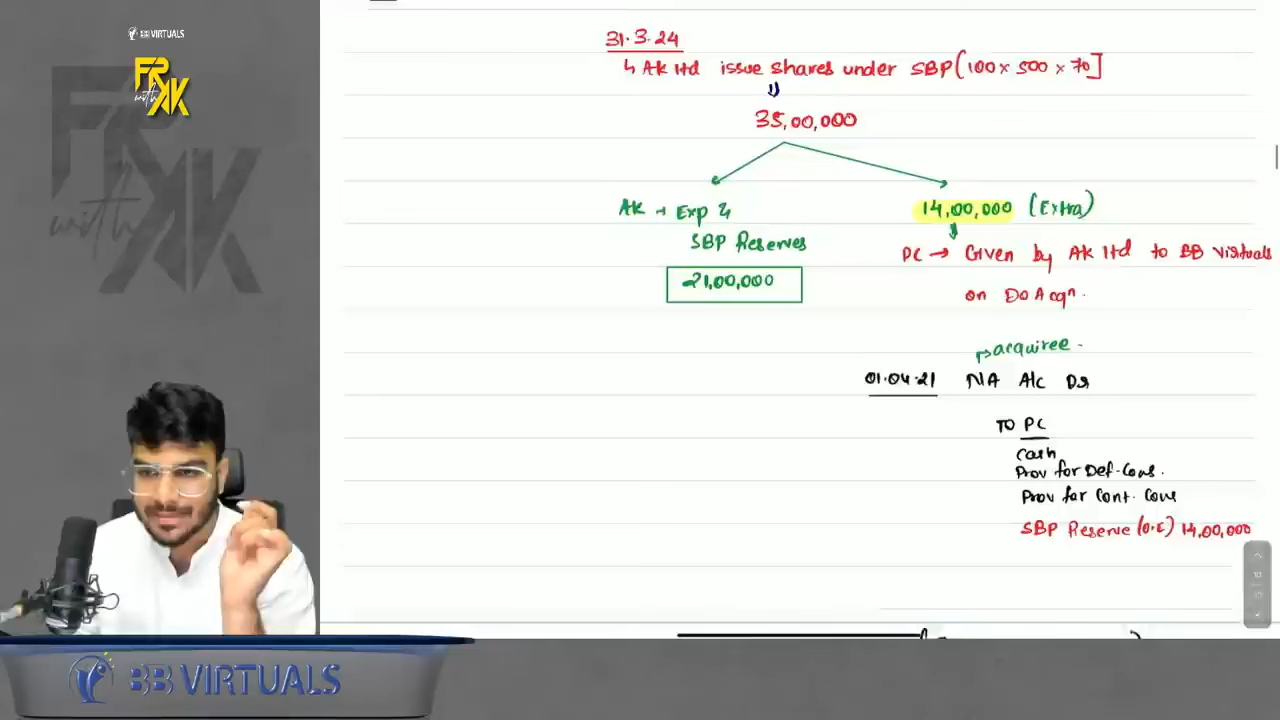 BB VIRTUALS
FR
with
AK
31.3.24
↳ AK ltd issue shares under SBP (100 x 500 x 70]
⇓
35,00,000
AK → Exp &
SBP Reserves
21,00,000
14,00,000 (Extra)
PC → Given by AK ltd to BB Virtuals
on Do Acqn.
↱acquiree.
01.04.21 NA A/c Dr
To PC
Cash
Prov for Def. Cons.
Prov for Cont. Cons
SBP Reserve (O.E) 14,00,000
BB VIRTUALS